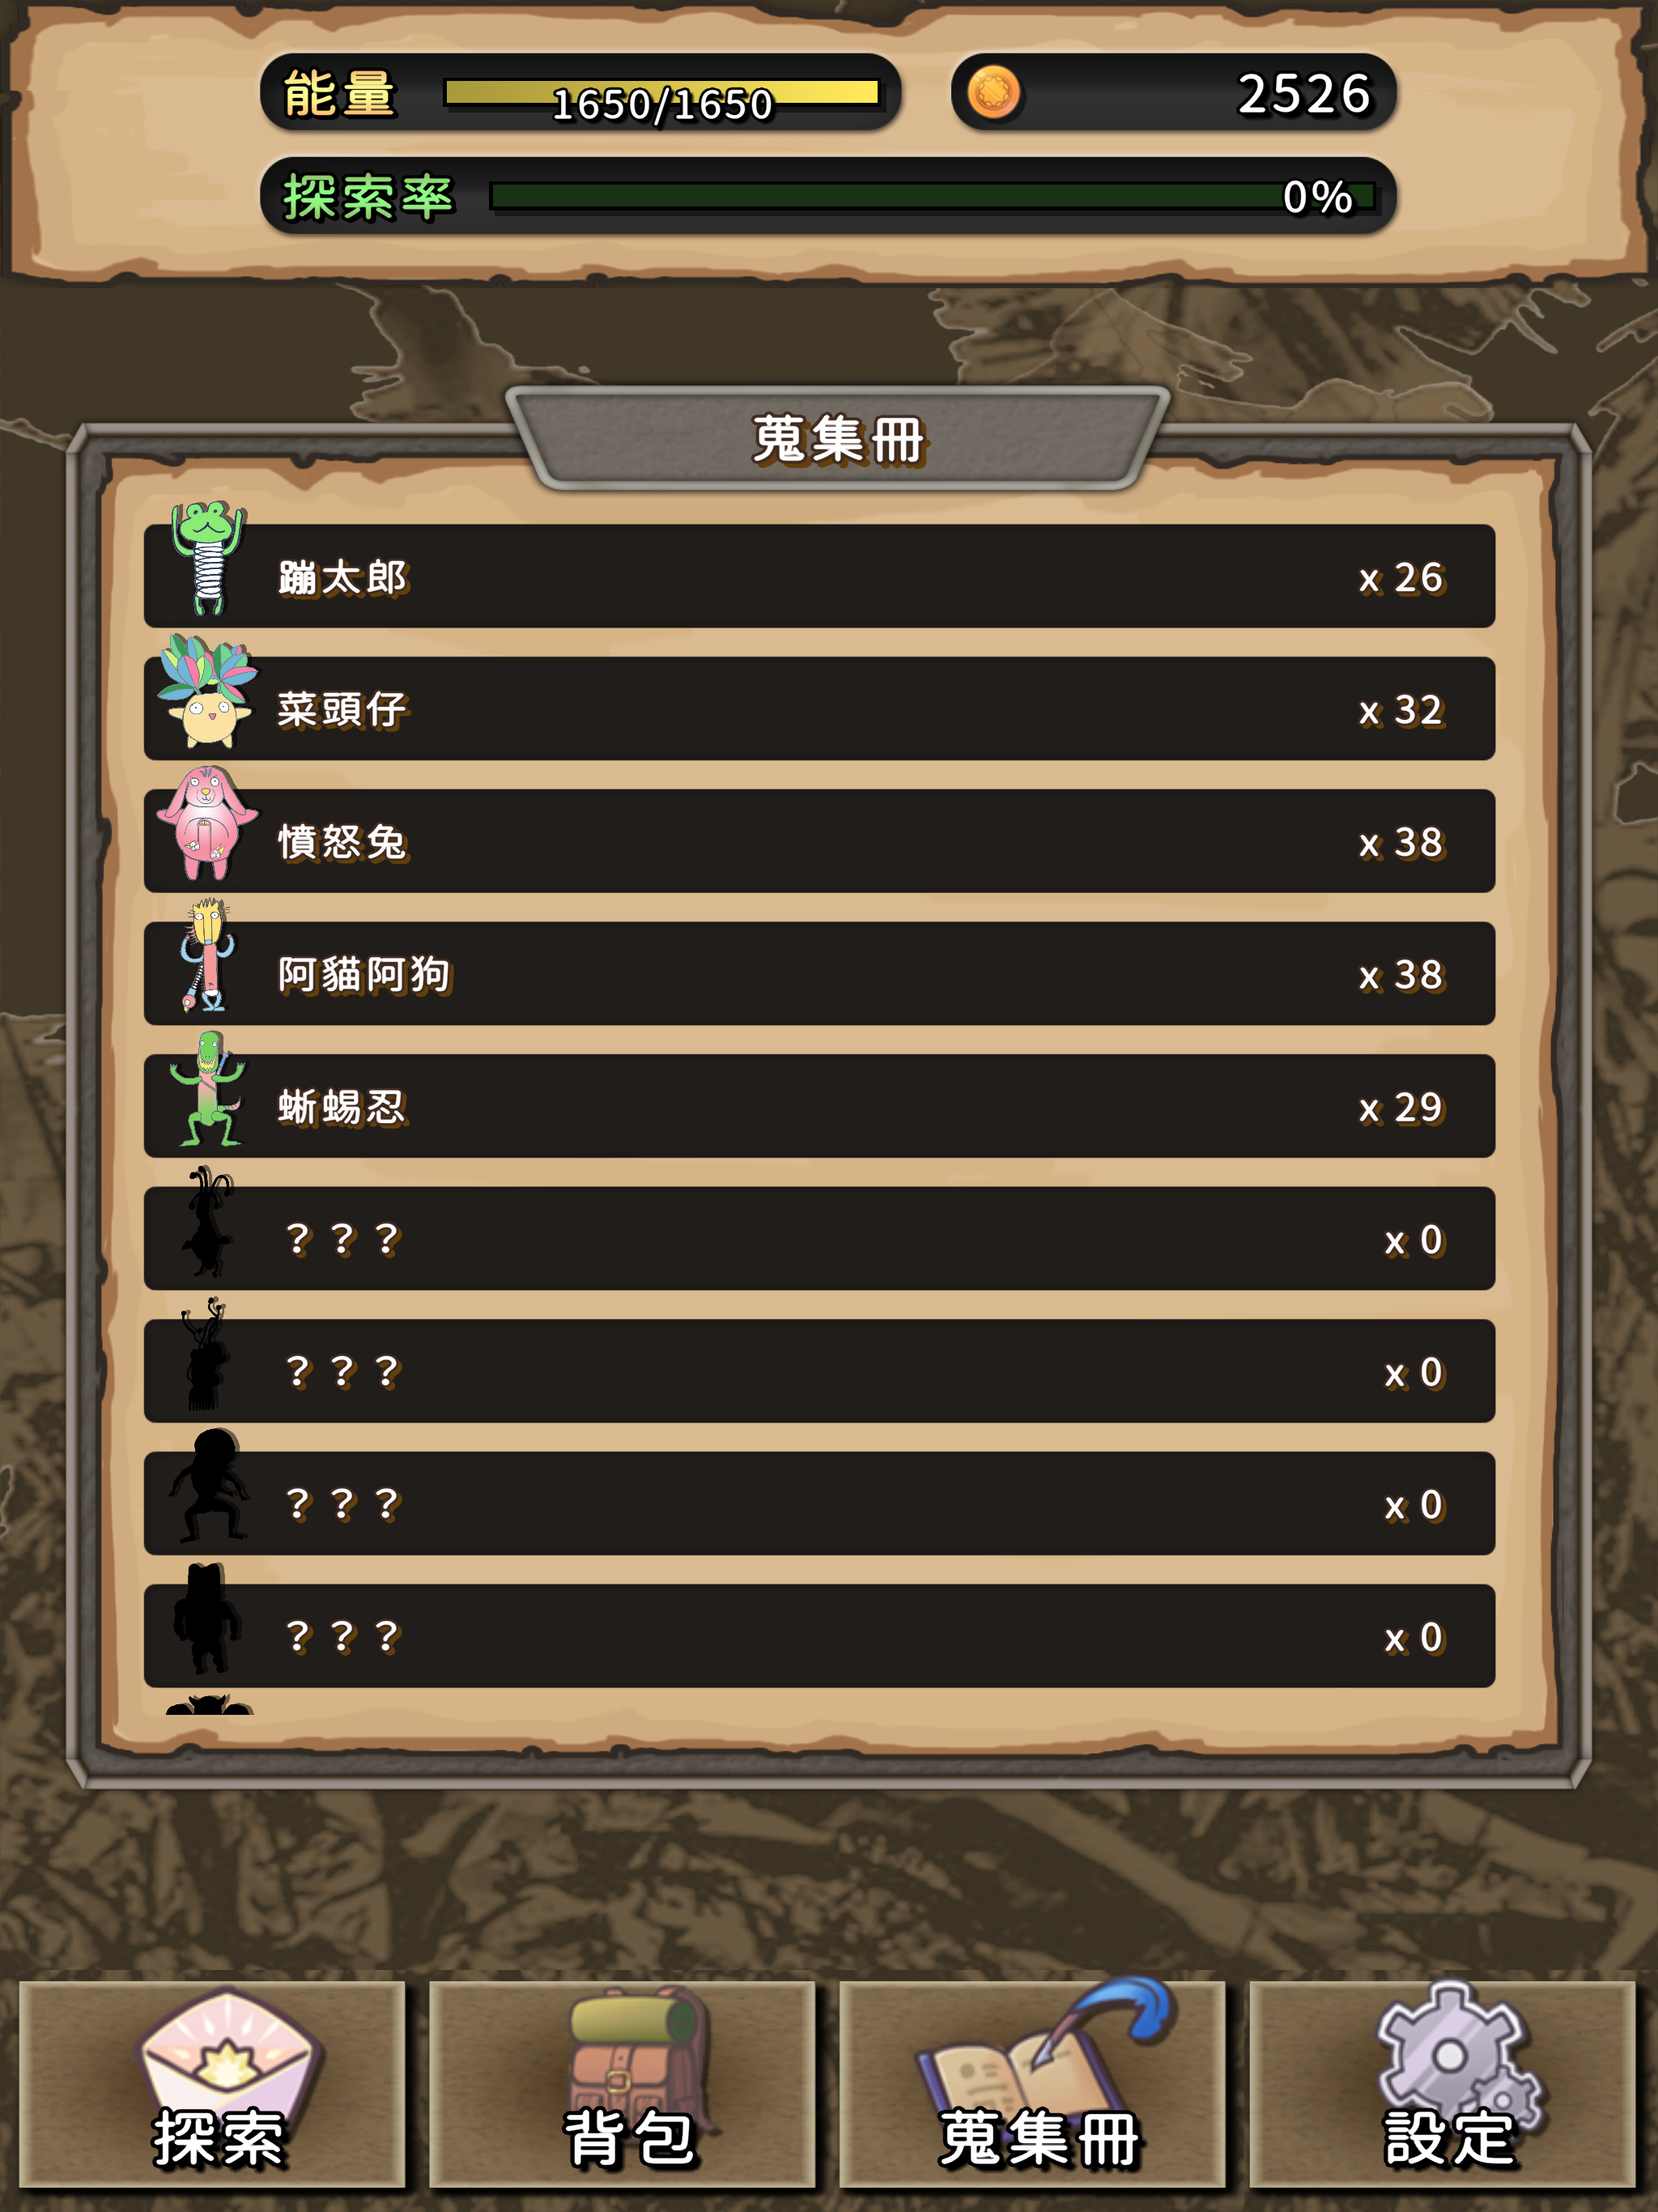 能量 1650/1650 2526
探索率 0%
蒐集冊
蹦太郎 x 26
菜頭仔 x 32
憤怒兔 x 38
阿貓阿狗 x 38
蜥蜴忍 x 29
？？？ x 0
？？？ x 0
？？？ x 0
？？？ x 0
探索 背包 蒐集冊 設定